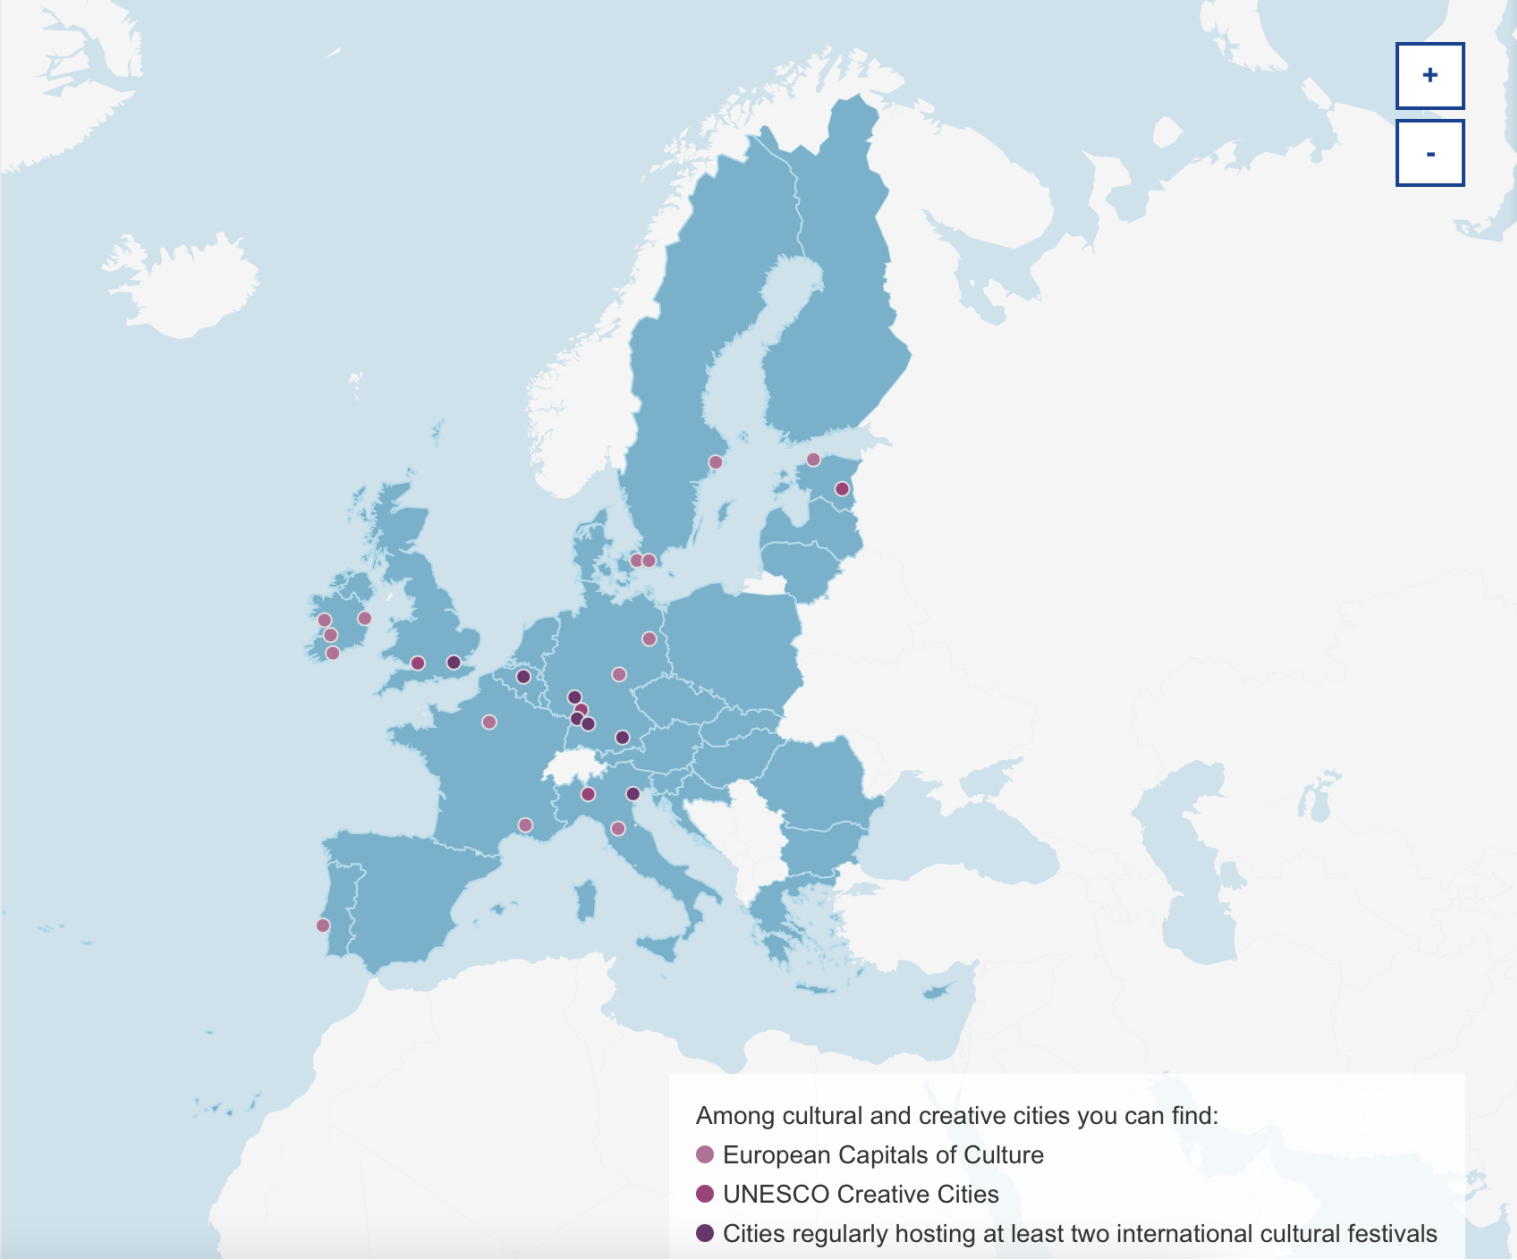 +
-
Among cultural and creative cities you can find:
European Capitals of Culture
UNESCO Creative Cities
Cities regularly hosting at least two international cultural festivals